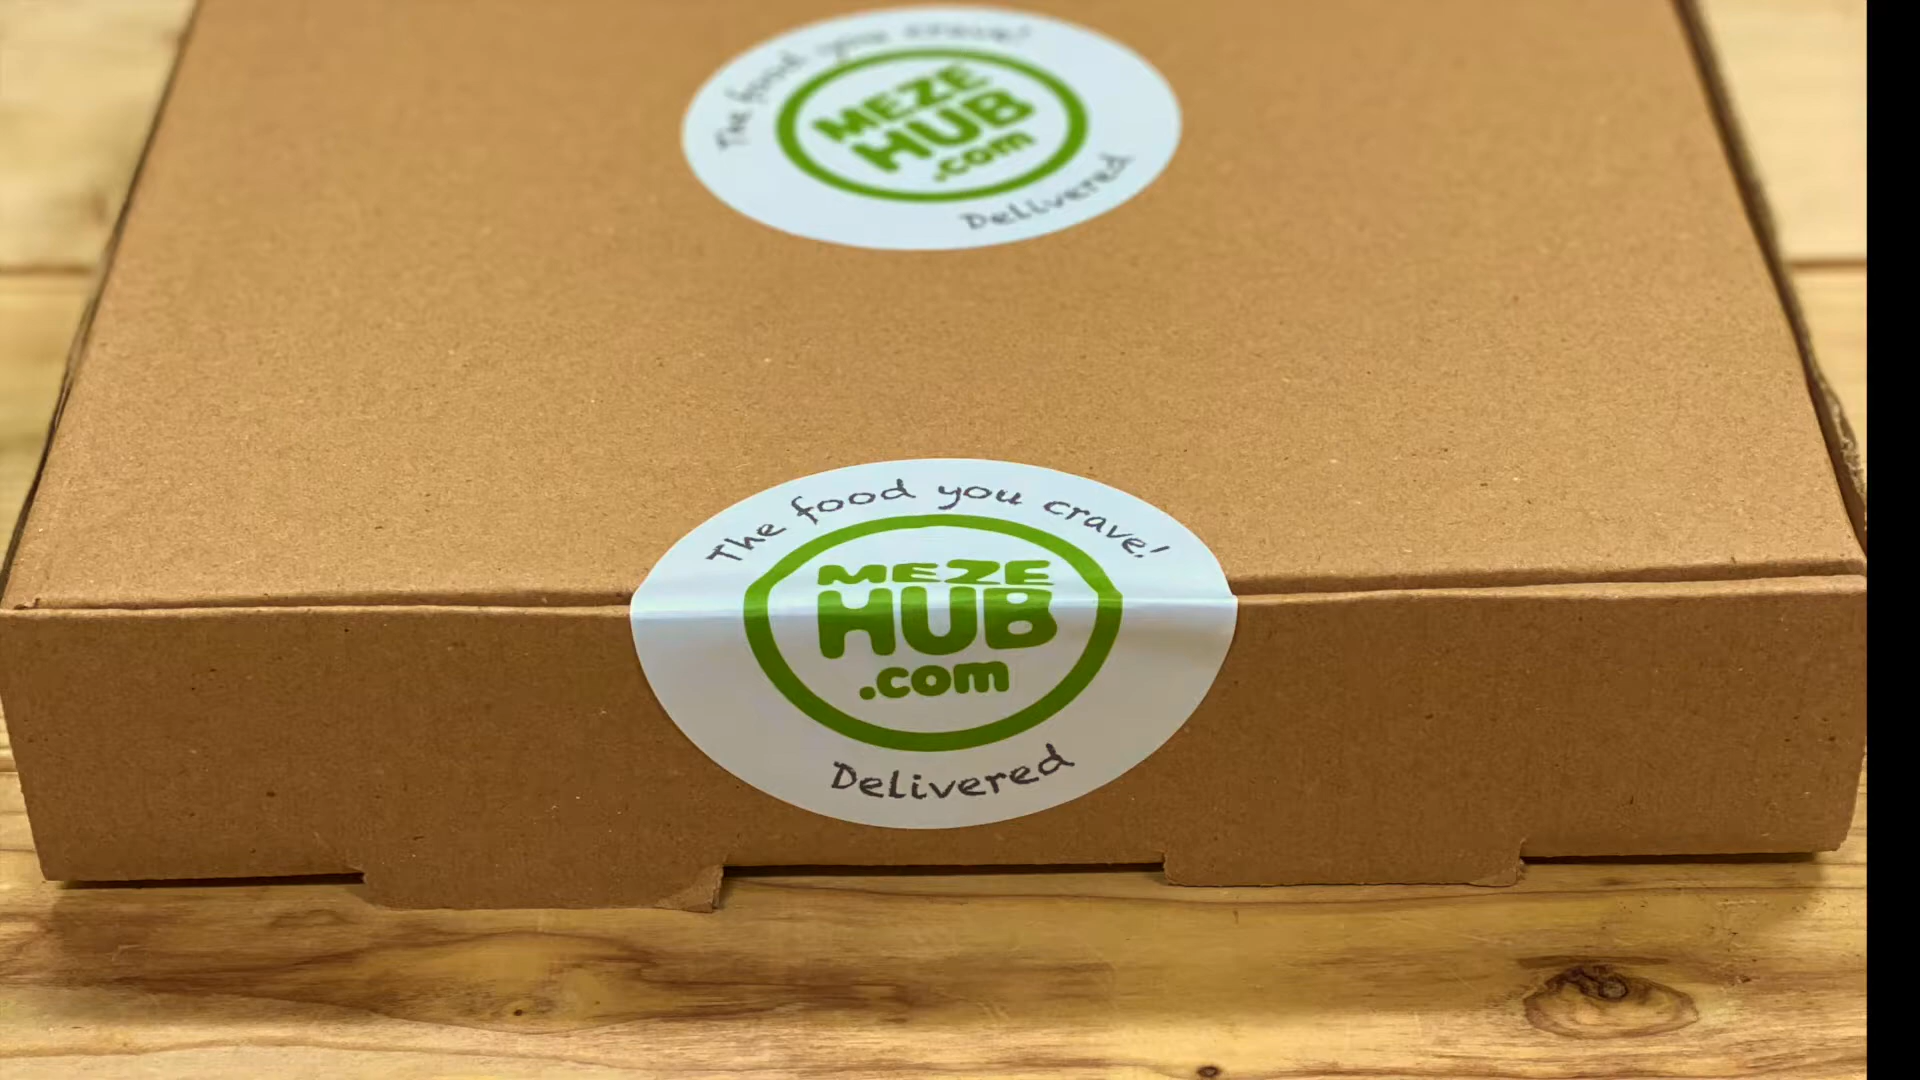 The food you crave!
MEZE
HUB
.com
Delivered
The food you crave!
MEZE
HUB
.com
Delivered